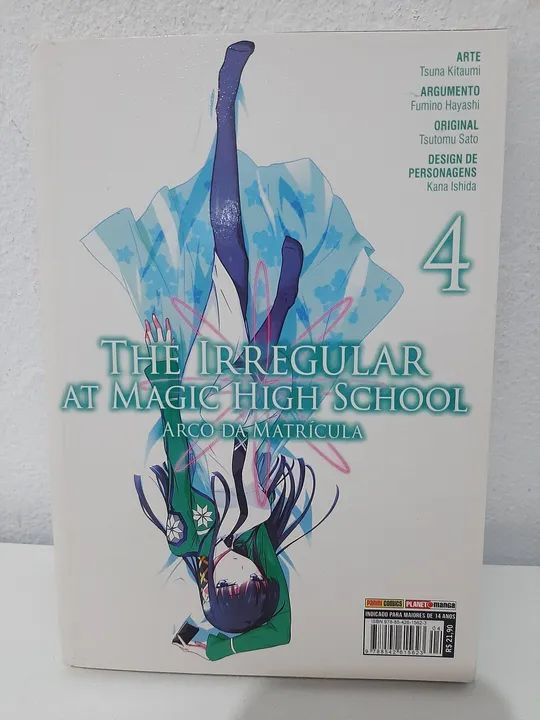 ARTE
Tsuna Kitaumi
ARGUMENTO
Fumino Hayashi
ORIGINAL
Tsutomu Sato
DESIGN DE
PERSONAGENS
Kana Ishida
4
THE IRREGULAR
AT MAGIC HIGH SCHOOL
ARCO DA MATRÍCULA
PANINI COMICS PLANET manga
INDICADO PARA MAIORES DE 14 ANOS
04
R$ 21,90